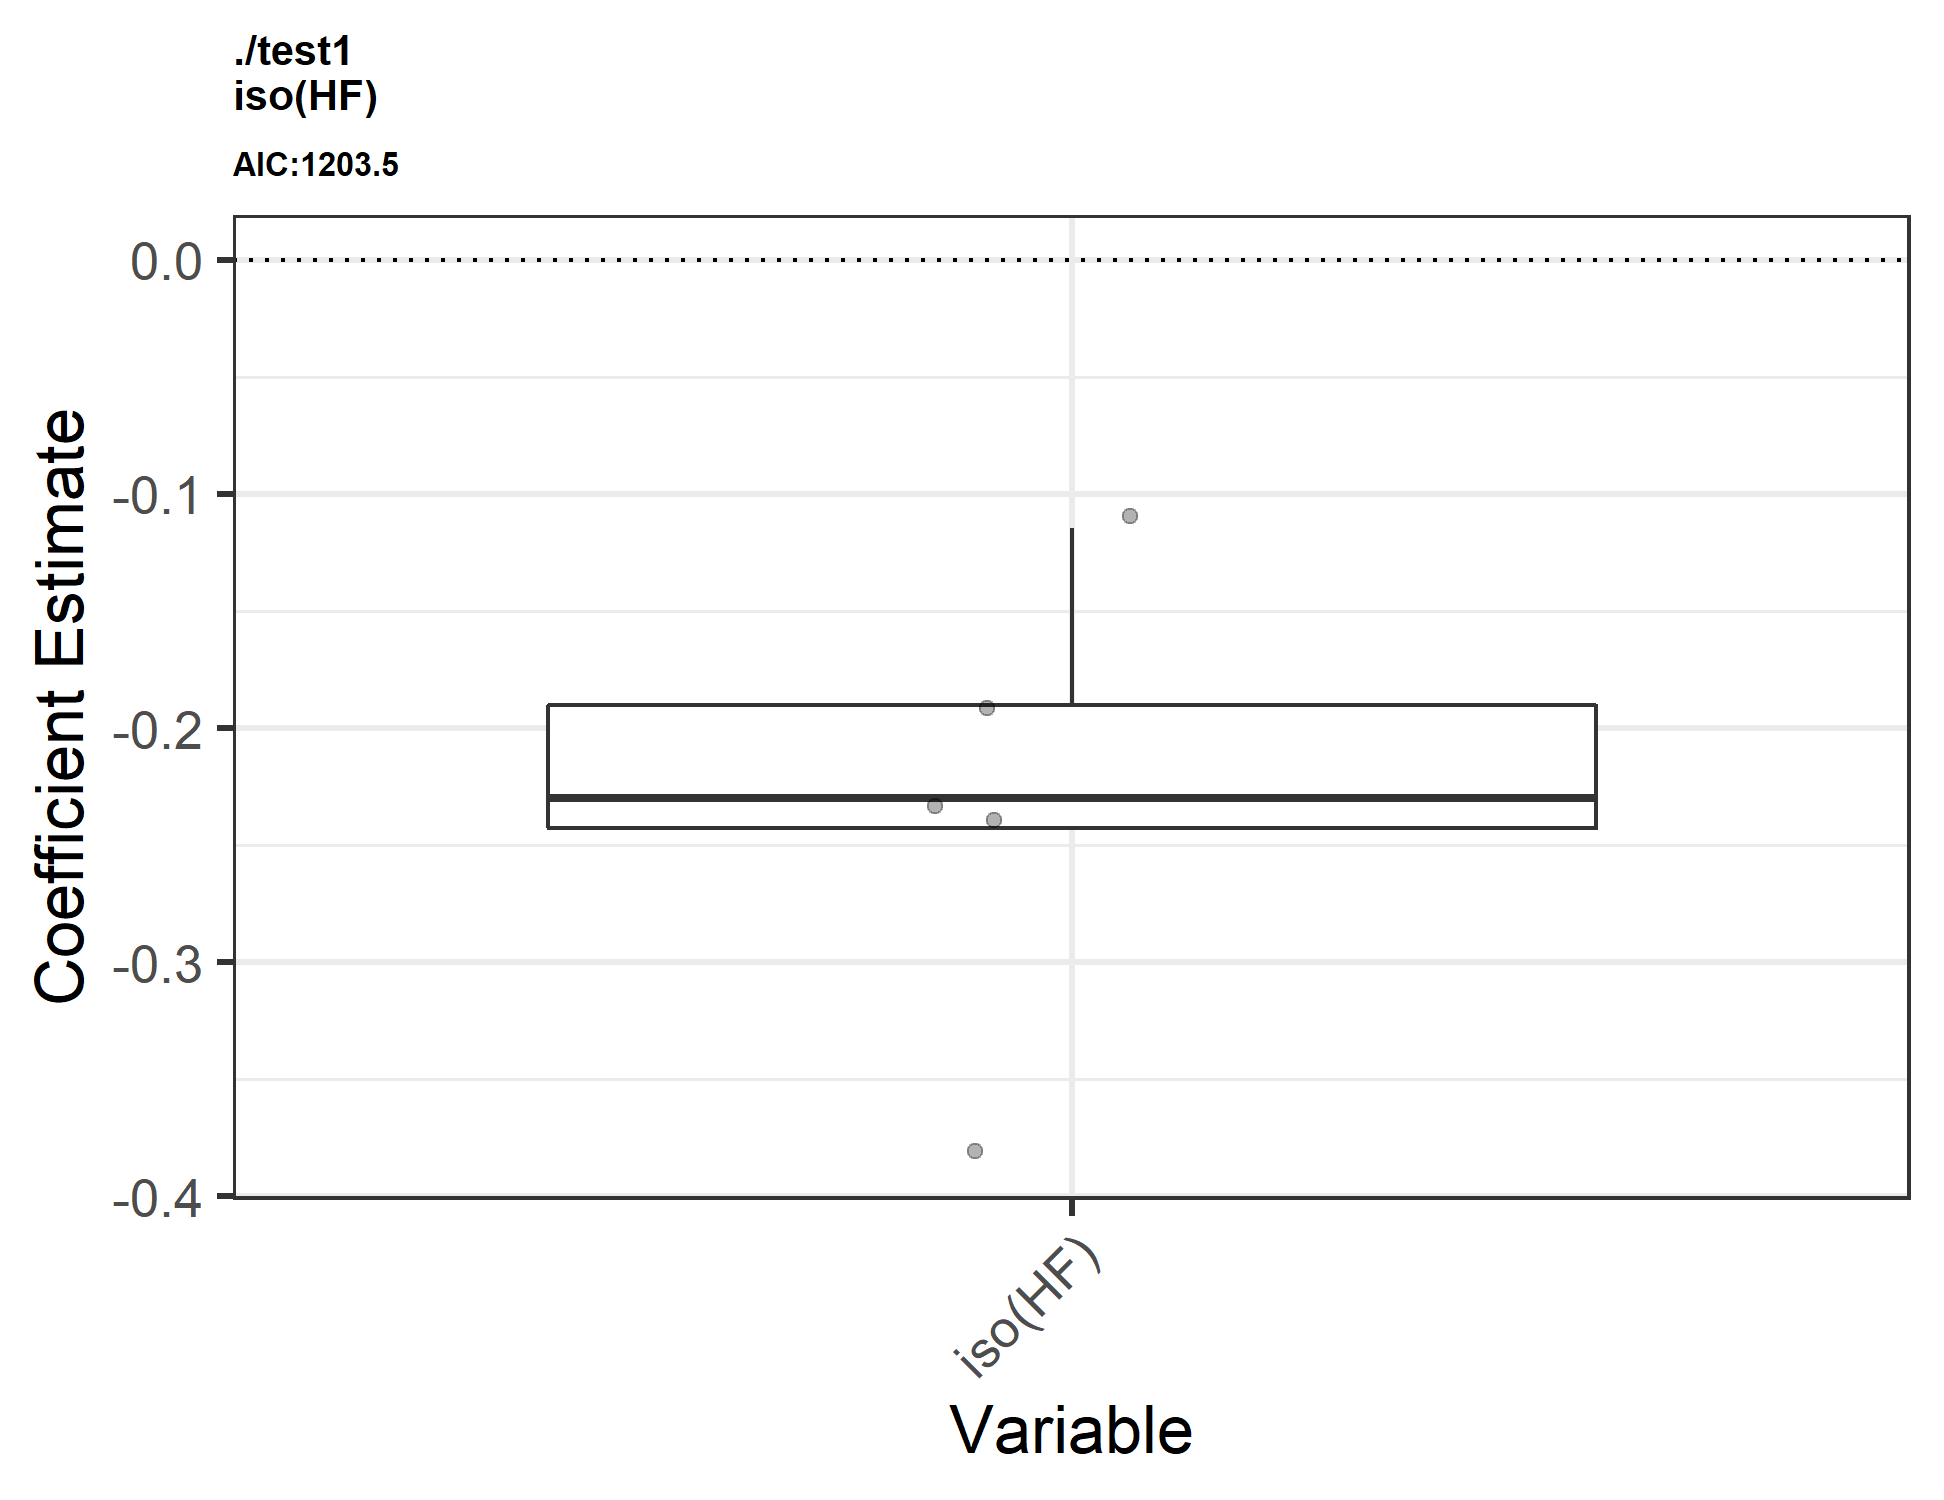 ./test1
iso(HF)
AIC:1203.5
0.0
-0.1
-0.2
-0.3
-0.4
Coefficient Estimate
iso(HF)
Variable